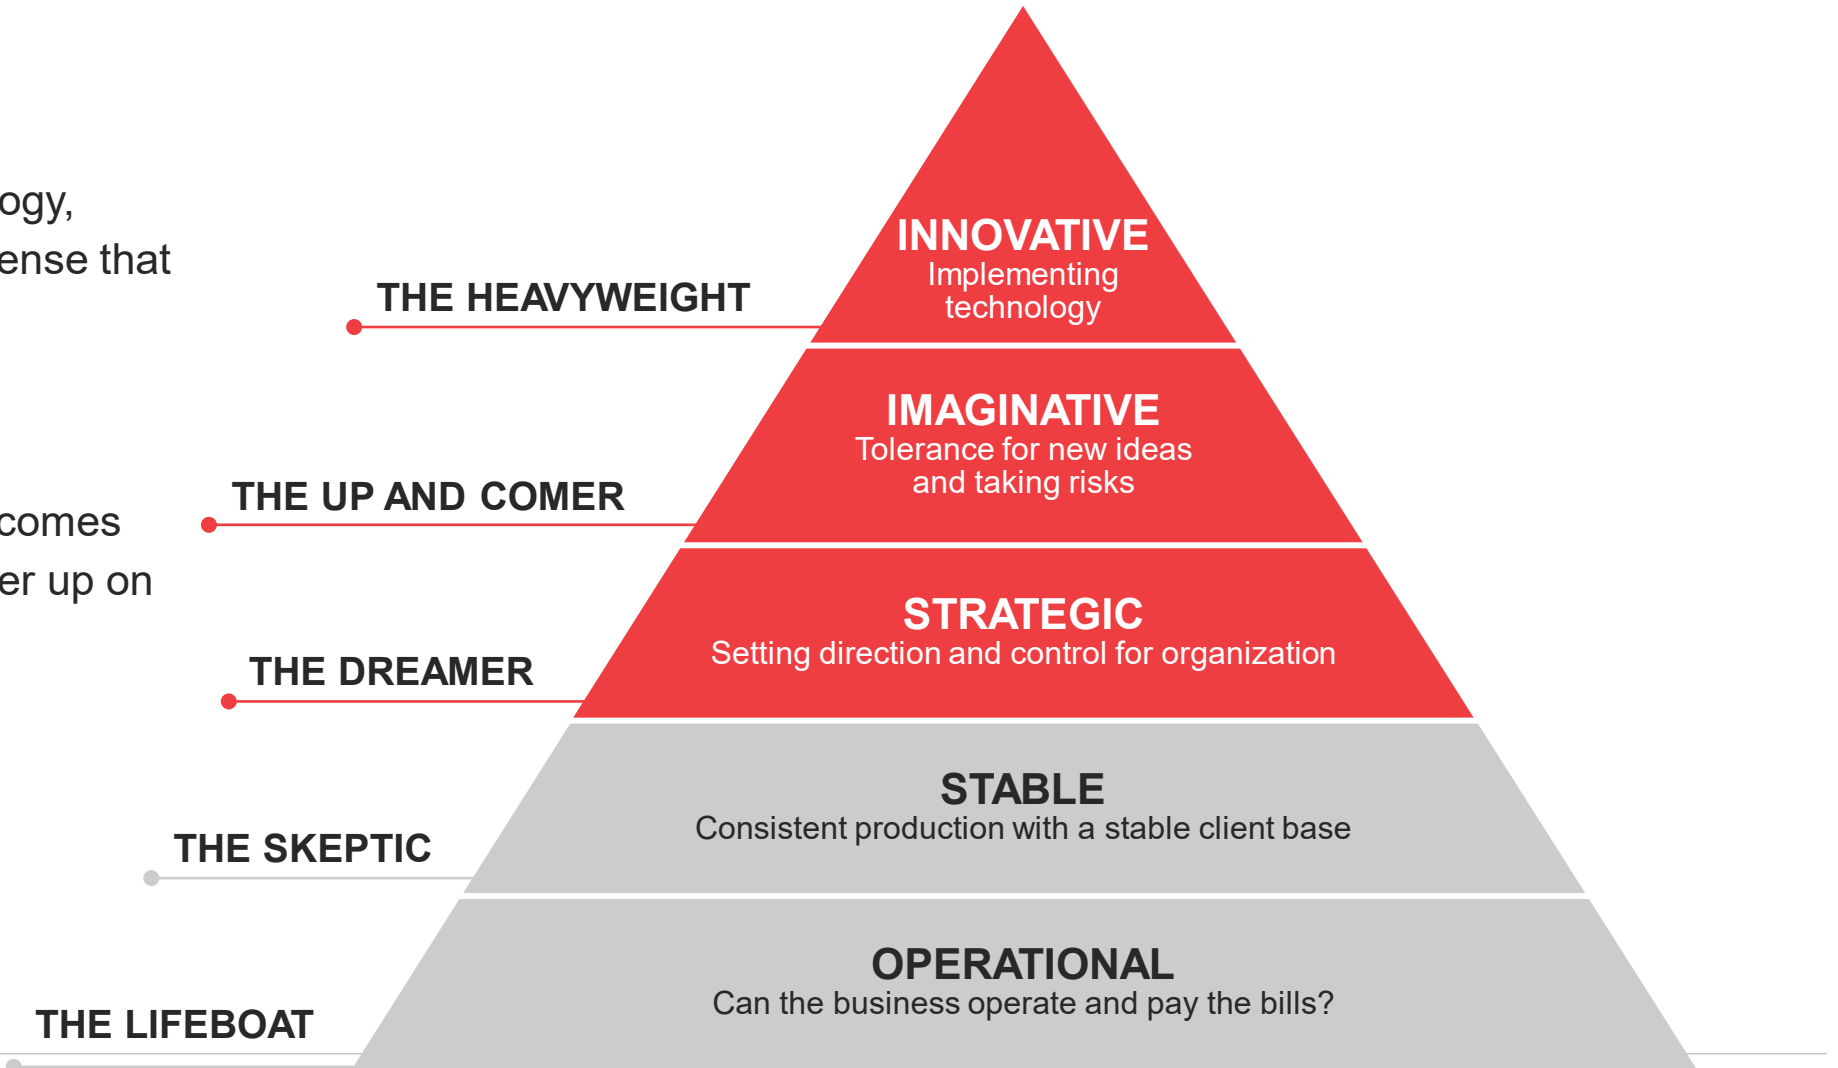 ogy,
ense that
comes
er up on
THE HEAVYWEIGHT
INNOVATIVE
Implementing
technology
THE UP AND COMER
IMAGINATIVE
Tolerance for new ideas
and taking risks
THE DREAMER
STRATEGIC
Setting direction and control for organization
THE SKEPTIC
STABLE
Consistent production with a stable client base
THE LIFEBOAT
OPERATIONAL
Can the business operate and pay the bills?